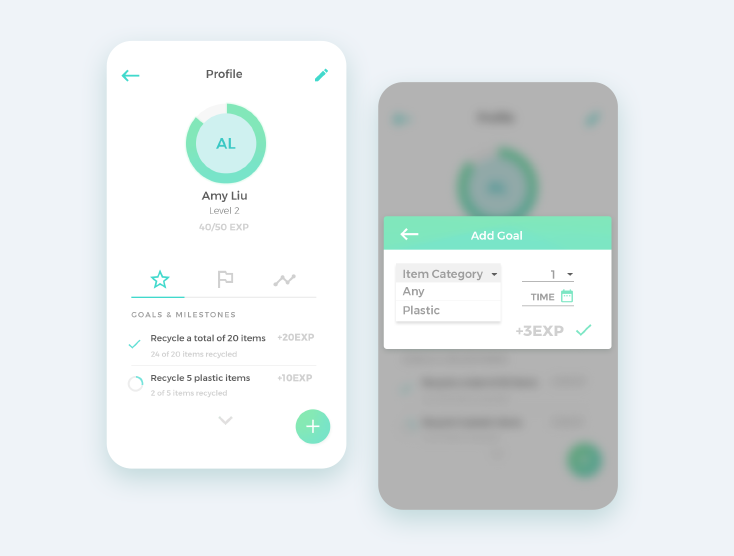 Profile
AL
Amy Liu
Level 2
40/50 EXP
GOALS & MILESTONES
Recycle a total of 20 items +20EXP
24 of 20 items recycled
Recycle 5 plastic items +10EXP
2 of 5 items recycled
Add Goal
Item Category 1
Any
TIME
Plastic
+3EXP